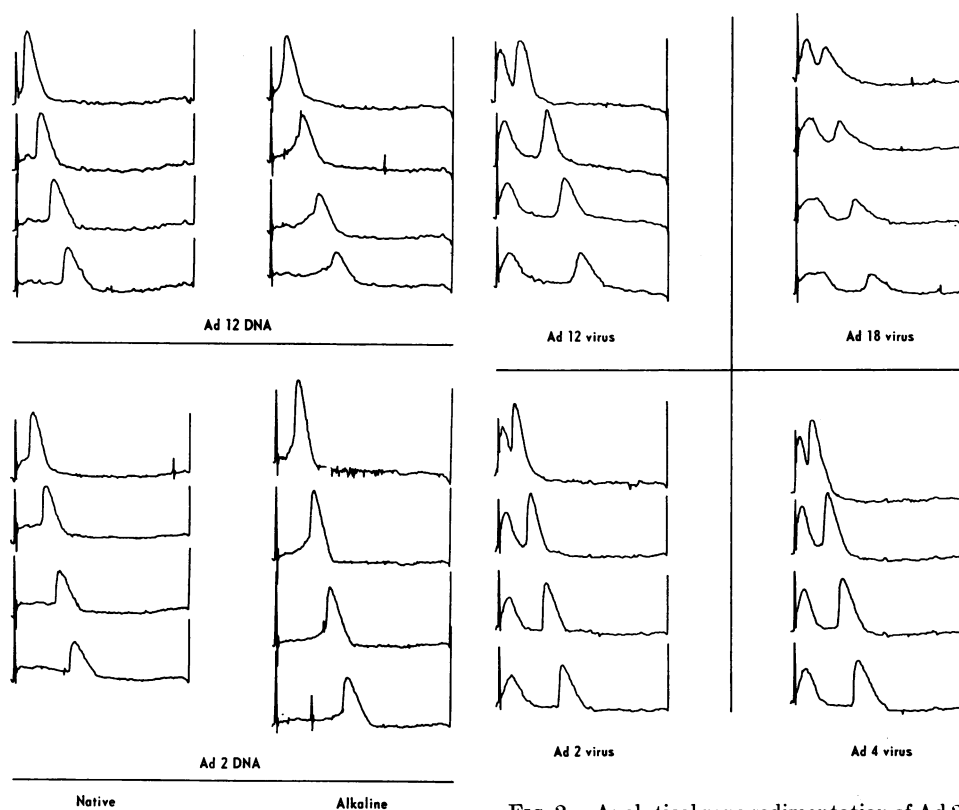 Ad 12 DNA
Ad 12 virus
Ad 18 virus
Ad 2 DNA
Ad 2 virus
Ad 4 virus
Native
Alkaline